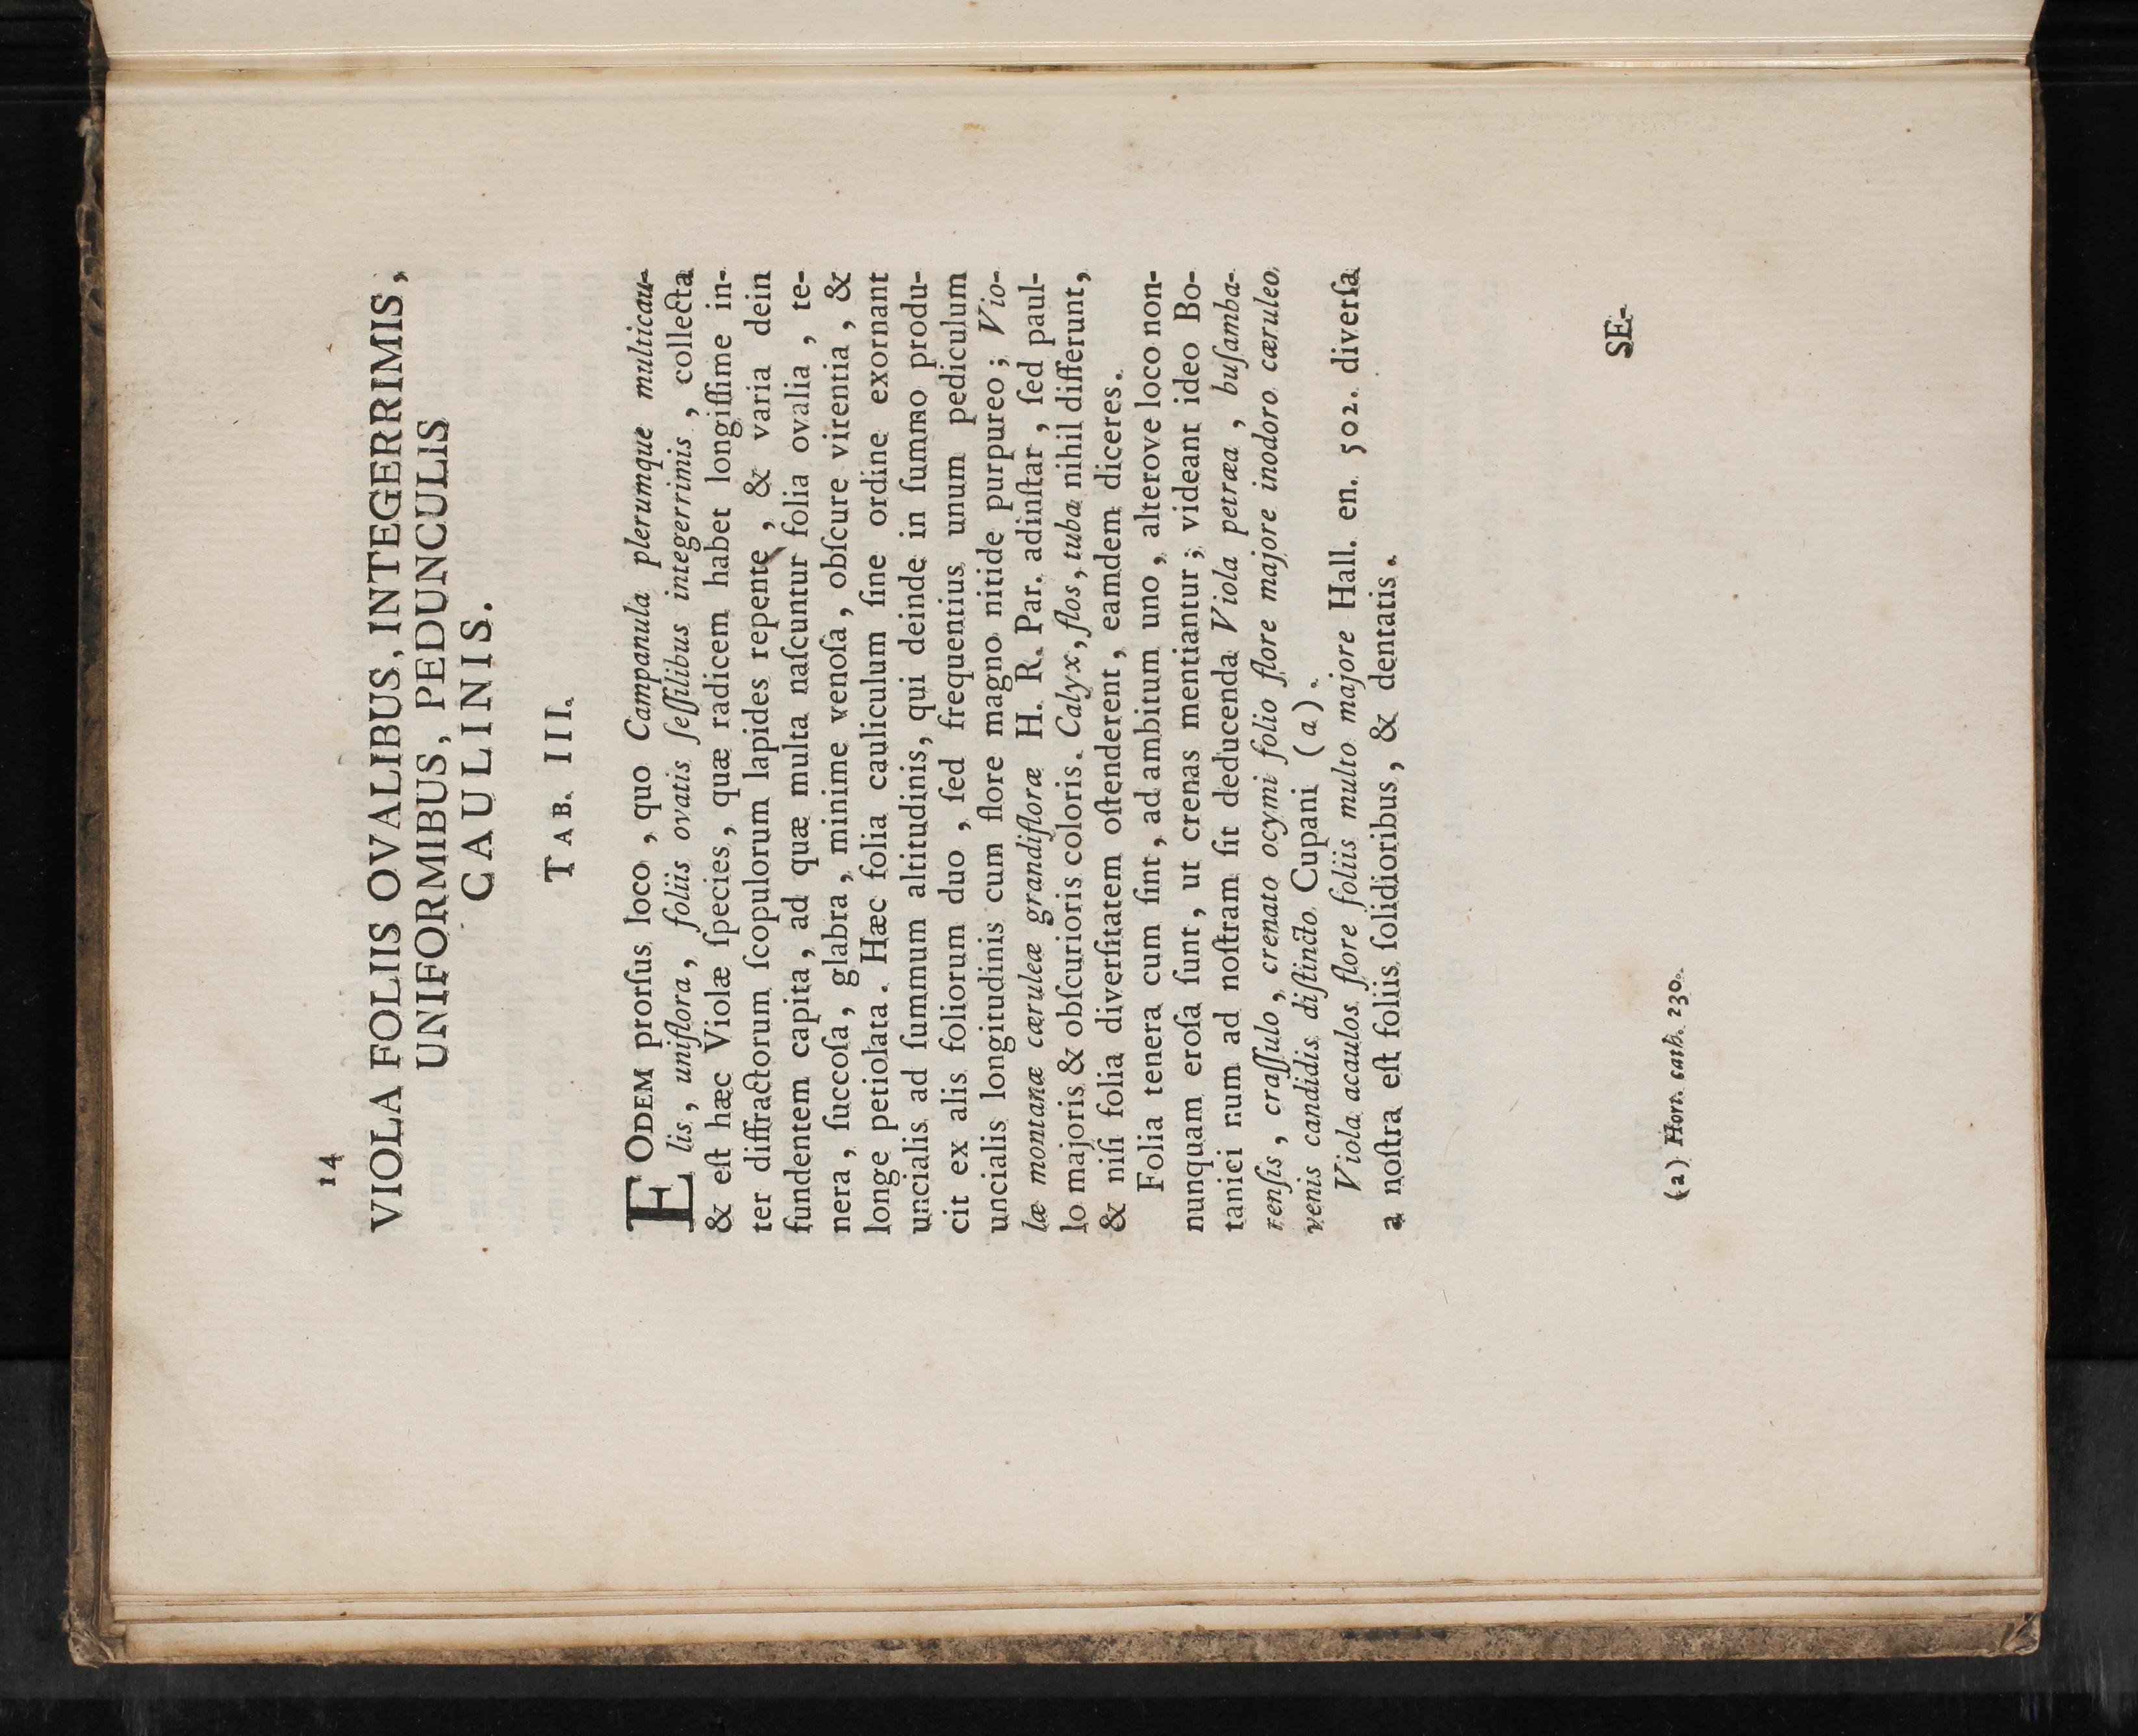 14
VIOLA FOLIIS OVALIBUS, INTEGERRIMIS,
UNIFORMIBUS, PEDUNCULIS
CAULINIS.
TAB. III.
EODEM prorſus loco, quo Campanula plerumque multicau-
lis, uniflora, foliis ovatis ſeſſilibus integerrimis, collecta
& eſt hæc Violæ ſpecies, quæ radicem habet longiſſime in-
ter diffractorum ſcopulorum lapides repente, & varia dein
fundentem capita, ad quæ multa naſcuntur folia ovalia, te-
nera, ſuccoſa, glabra, minime venoſa, obſcure virentia, &
longe petiolata. Hæc folia cauliculum ſine ordine exornant
uncialis ad ſummum altitudinis, qui deinde in ſummo produ-
cit ex alis foliorum duo, ſed frequentius unum pediculum
uncialis longitudinis cum flore magno nitide purpureo; Vio-
læ montanæ cæruleæ grandifloræ H. R. Par. adinſtar, ſed paul-
lo majoris & obſcurioris coloris. Calyx, flos, tuba nihil differunt,
& niſi folia diverſitatem oſtenderent, eamdem diceres.
Folia tenera cum ſint, ad ambitum uno, alterove loco non-
nunquam eroſa ſunt, ut crenas mentiantur; videant ideo Bo-
tanici num ad noſtram ſit deducenda Viola petræa, buſamba-
renſis, craſſulo, crenato ocymi folio flore majore inodoro cæruleo
venis candidis diſtincto Cupani (a).
Viola acaulos flore foliis multo majore Hall. en. 502. diverſa
a noſtra eſt foliis ſolidioribus, & dentatis.
SE-
(a) Hort. cath. 230.